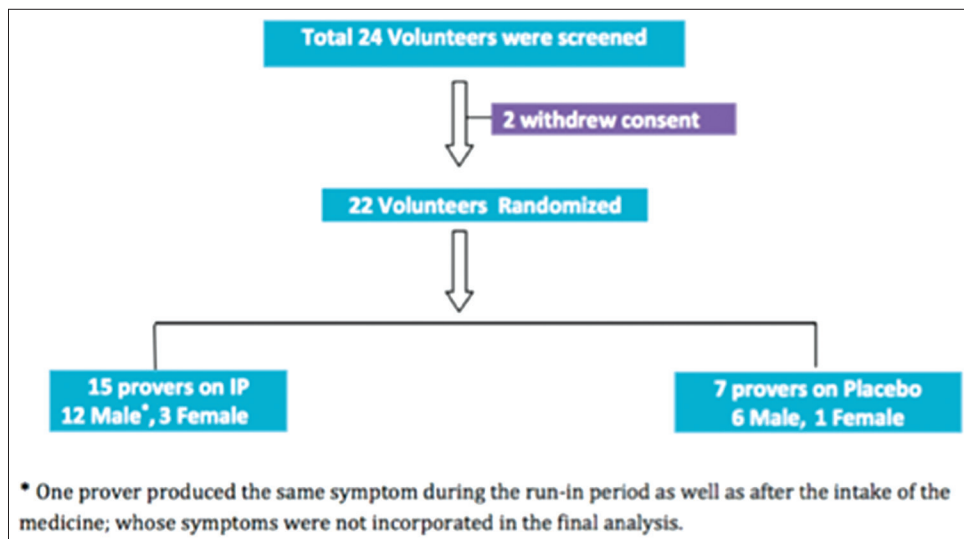 Total 24 Volunteers were screened
2 withdrew consent
22 Volunteers Randomized
15 provers on IP
12 Male*, 3 Female
7 provers on Placebo
6 Male, 1 Female
* One prover produced the same symptom during the run-in period as well as after the intake of the
medicine; whose symptoms were not incorporated in the final analysis.